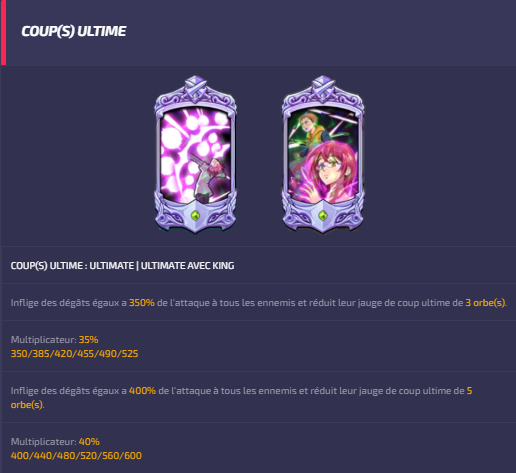 COUP(S) ULTIME
COUP(S) ULTIME : ULTIMATE | ULTIMATE AVEC KING
Inflige des dégâts égaux a 350% de l'attaque à tous les ennemis et réduit leur jauge de coup ultime de 3 orbe(s).
Multiplicateur: 35%
350/385/420/455/490/525
Inflige des dégâts égaux a 400% de l'attaque à tous les ennemis et réduit leur jauge de coup ultime de 5
orbe(s).
Multiplicateur: 40%
400/440/480/520/560/600